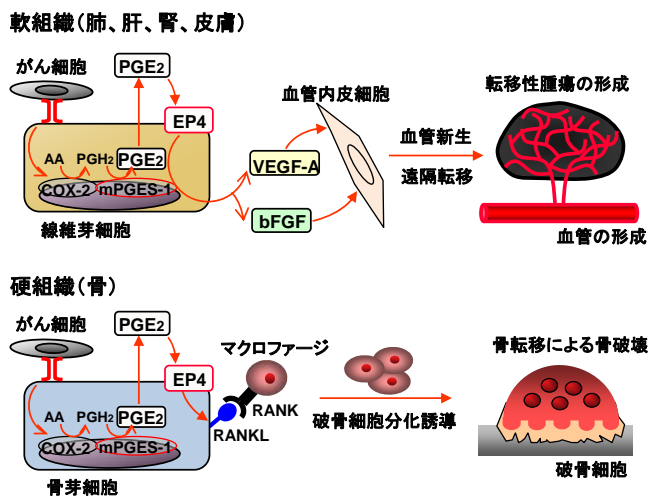 軟組織(肺、肝、腎、皮膚)
がん細胞
PGE2
EP4
AA
PGH2
PGE2
COX-2
mPGES-1
線維芽細胞
VEGF-A
bFGF
血管内皮細胞
血管新生
遠隔転移
転移性腫瘍の形成
血管の形成
硬組織(骨)
がん細胞
PGE2
EP4
AA
PGH2
PGE2
COX-2
mPGES-1
骨芽細胞
マクロファージ
RANK
RANKL
破骨細胞分化誘導
骨転移による骨破壊
破骨細胞